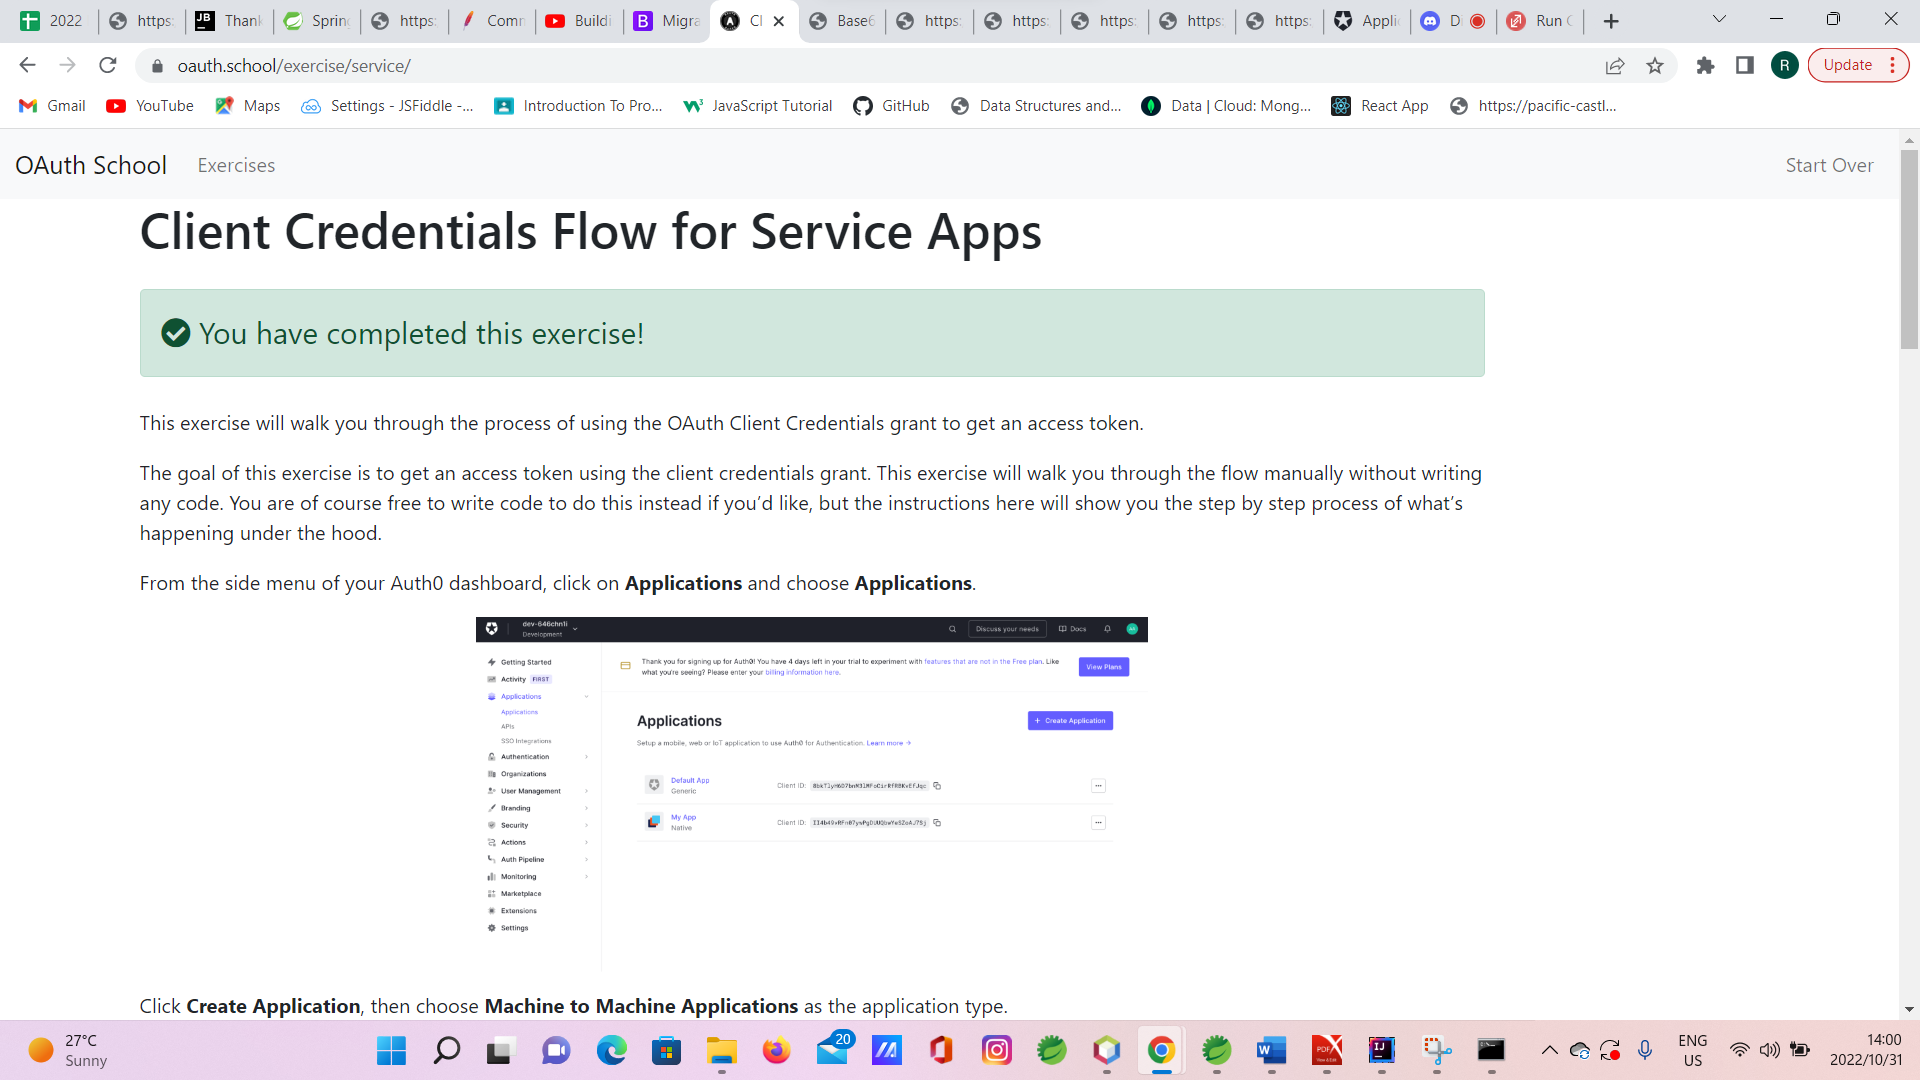 2022 https: JB Thank Spring https: Comm Buildi B Migra Cl Base6 https: https: https: https: https: Applic Di Run C
oauth.school/exercise/service/ R Update
Gmail YouTube Maps Settings - JSFiddle -... Introduction To Pro... JavaScript Tutorial GitHub Data Structures and... Data | Cloud: Mong... React App https://pacific-castl...
OAuth School Exercises Start Over
Client Credentials Flow for Service Apps
You have completed this exercise!
This exercise will walk you through the process of using the OAuth Client Credentials grant to get an access token.
The goal of this exercise is to get an access token using the client credentials grant. This exercise will walk you through the flow manually without writing
any code. You are of course free to write code to do this instead if you’d like, but the instructions here will show you the step by step process of what’s
happening under the hood.
From the side menu of your Auth0 dashboard, click on Applications and choose Applications.
dev-646chn1i
Development
Discuss your needs Docs
Getting Started
Activity FIRST
Applications
Applications
APIs
SSO Integrations
Authentication
Organizations
User Management
Branding
Security
Actions
Auth Pipeline
Monitoring
Marketplace
Extensions
Settings
Thank you for signing up for Auth0! You have 4 days left in your trial to experiment with features that are not in the Free plan. Like
what you're seeing? Please enter your billing information here.
View Plans
Applications
+ Create Application
Setup a mobile, web or IoT application to use Auth0 for Authentication. Learn more →
Default App
Generic
Client ID:
My App
Native
Client ID:
Click Create Application, then choose Machine to Machine Applications as the application type.
27°C
Sunny
20
ENG
US
14:00
2022/10/31